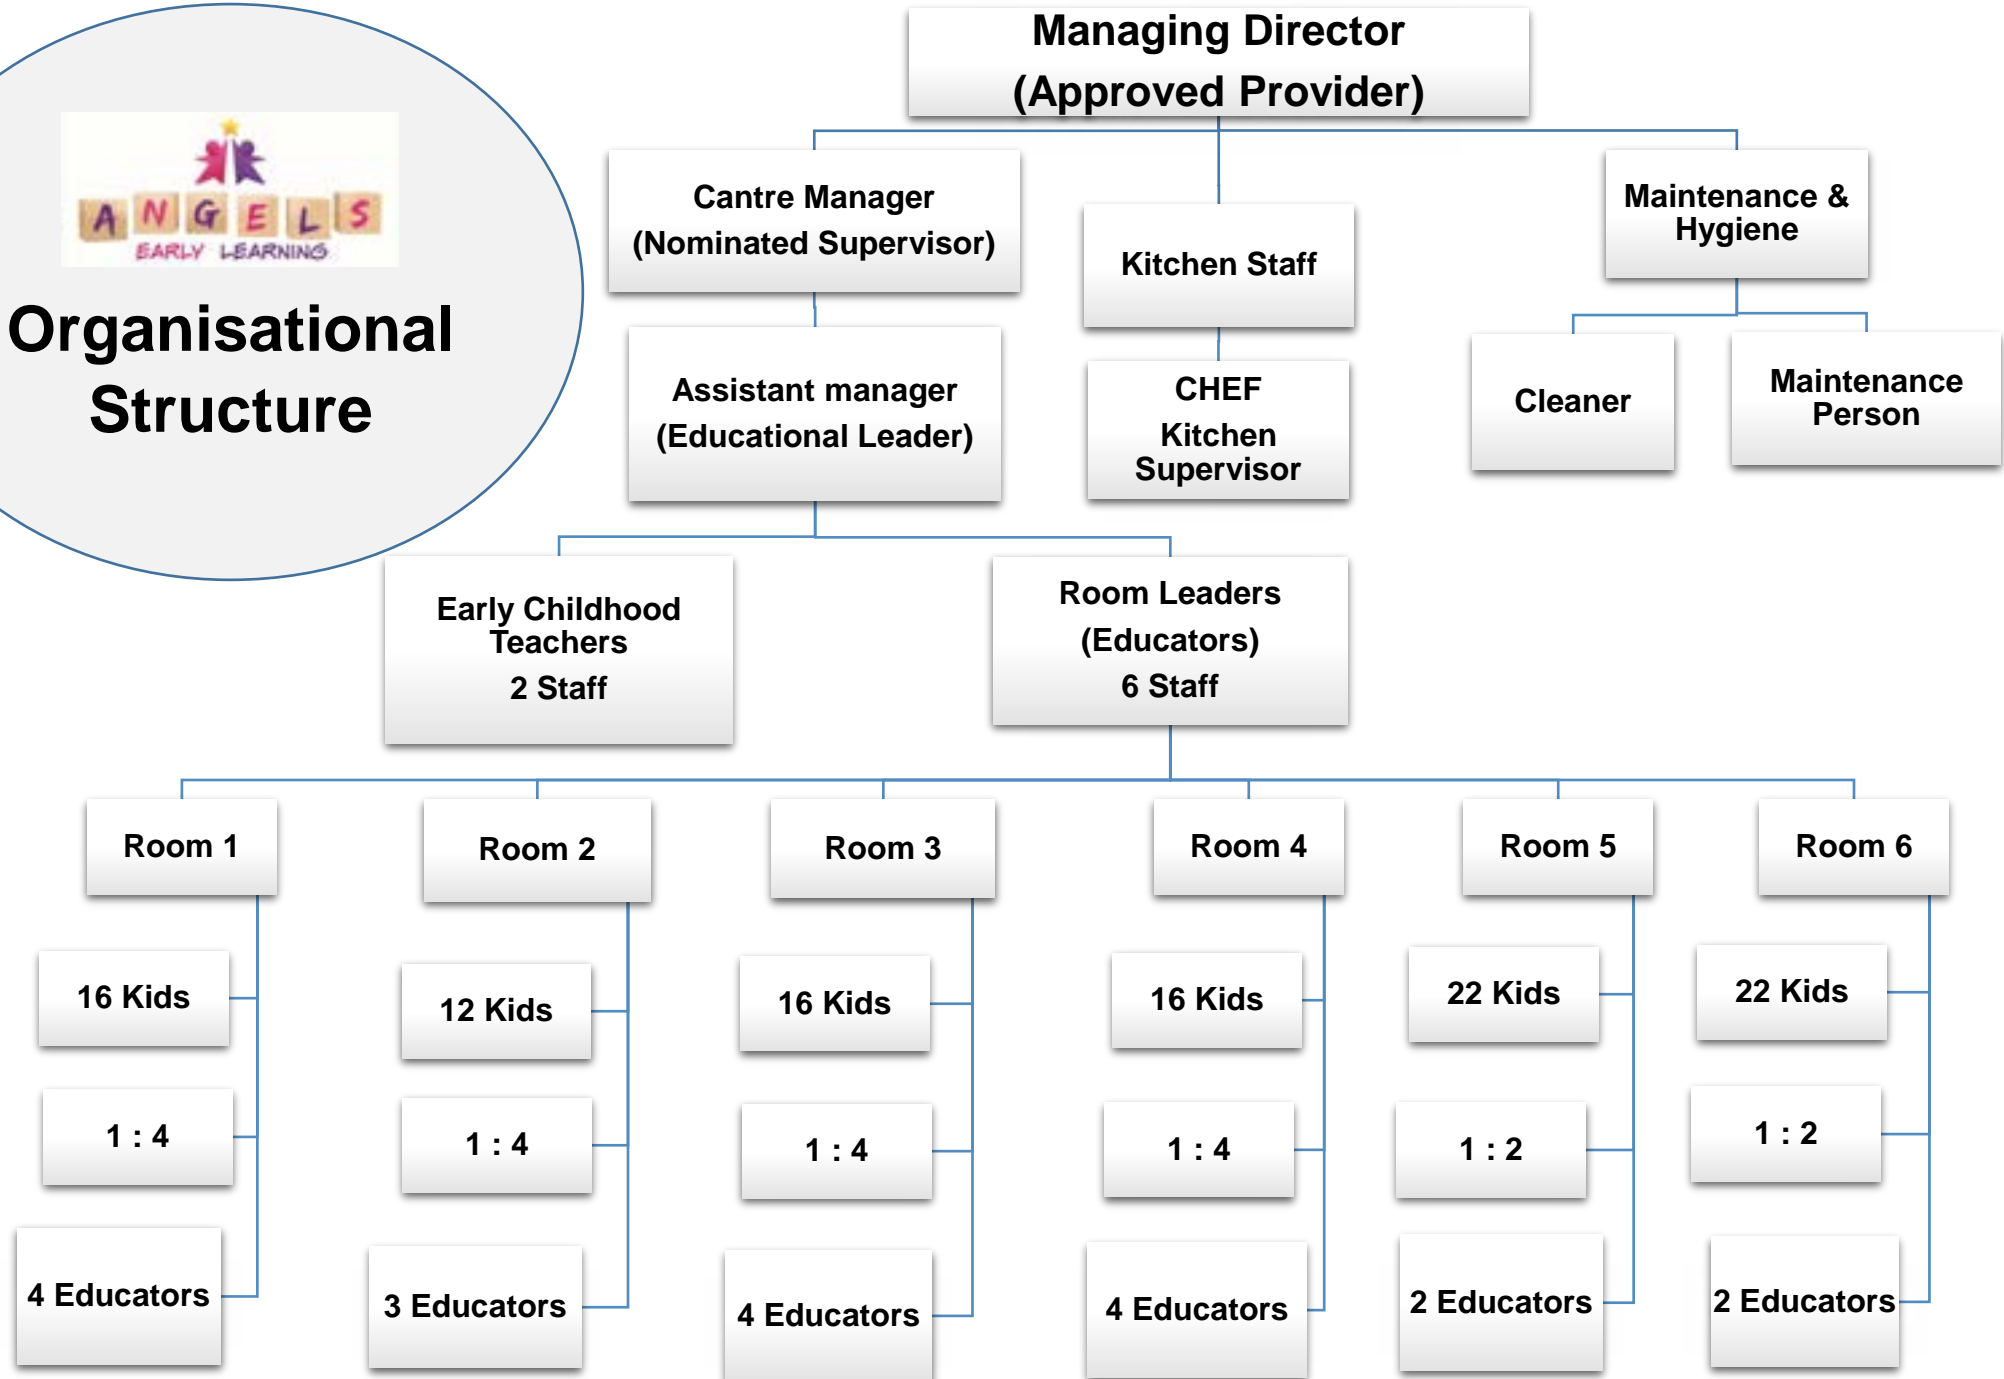 Managing Director
(Approved Provider)
ANGELS
EARLY LEARNING
Organisational
Structure
Cantre Manager
(Nominated Supervisor)
Kitchen Staff
Maintenance &
Hygiene
Assistant manager
(Educational Leader)
CHEF
Kitchen
Supervisor
Cleaner
Maintenance
Person
Early Childhood
Teachers
2 Staff
Room Leaders
(Educators)
6 Staff
Room 1
Room 2
Room 3
Room 4
Room 5
Room 6
16 Kids
12 Kids
16 Kids
16 Kids
22 Kids
22 Kids
1 : 4
1 : 4
1 : 4
1 : 4
1 : 2
1 : 2
4 Educators
3 Educators
4 Educators
4 Educators
2 Educators
2 Educators